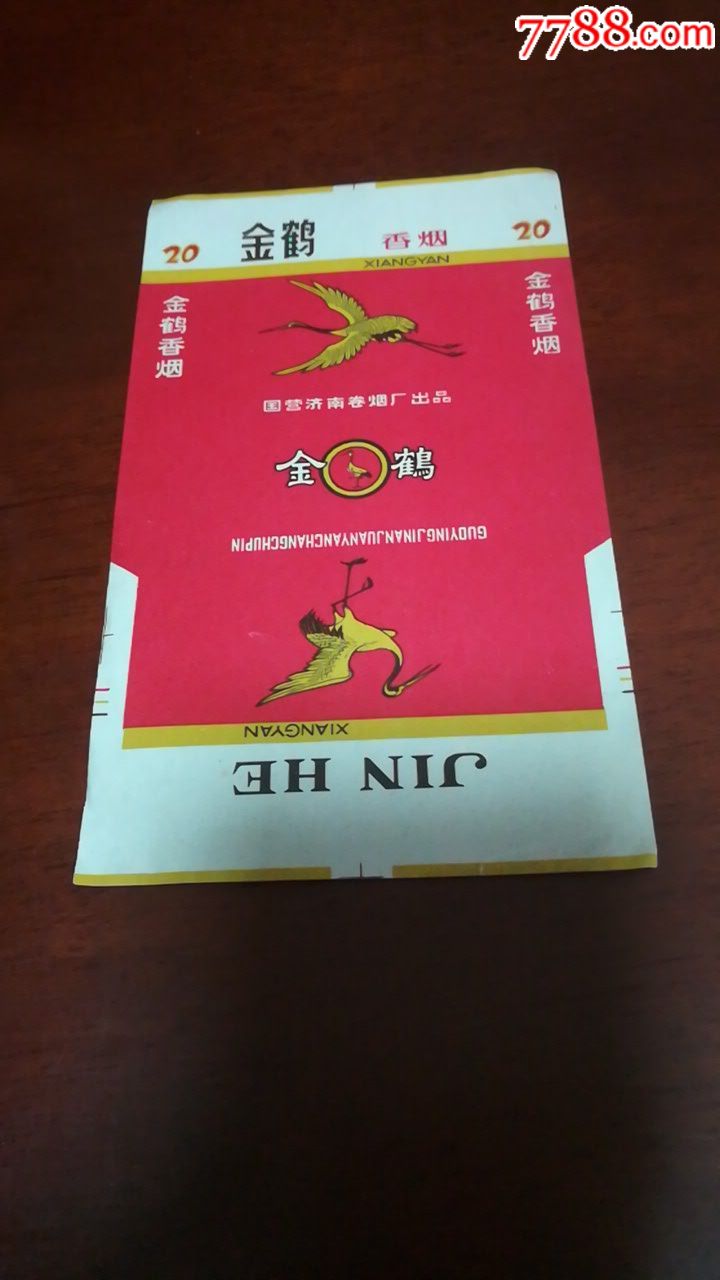 7788.com
20 金鹤 香烟 20
XIANGYAN
金鹤香烟
金鹤香烟
国营济南卷烟厂出品
金 鶴
GUOYINGJINANJUANYANCHANGCHUPIN
XIANGYAN
JIN HE